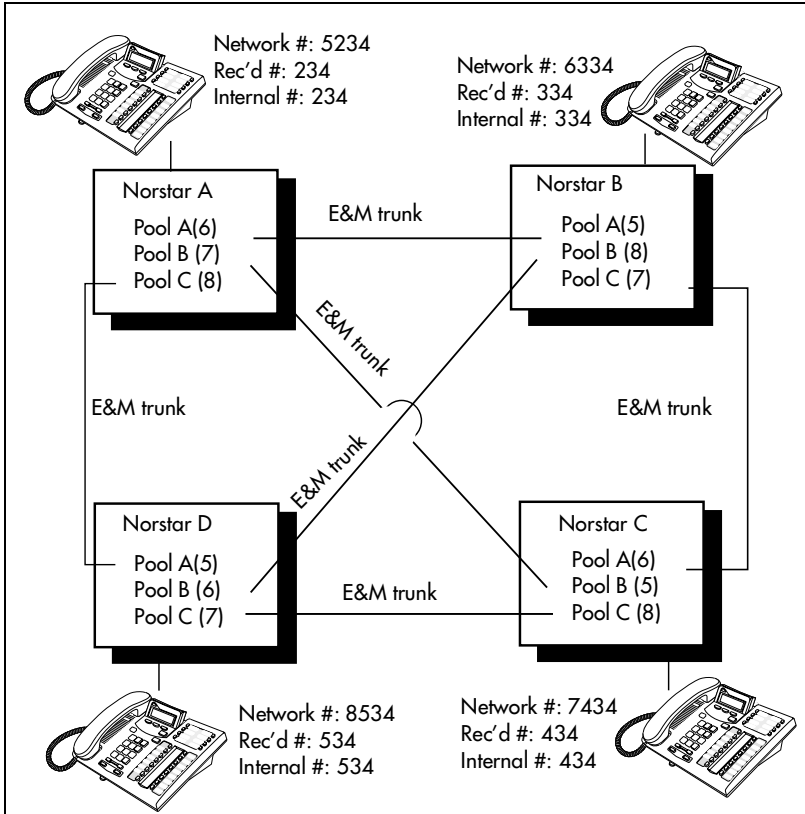 Network #: 5234
Rec'd #: 234
Internal #: 234
Network #: 6334
Rec'd #: 334
Internal #: 334
Norstar A
Pool A(6)
Pool B (7)
Pool C (8)
E&M trunk
Norstar B
Pool A(5)
Pool B (8)
Pool C (7)
E&M trunk
E&M trunk
E&M trunk
E&M trunk
Norstar D
Pool A(5)
Pool B (6)
Pool C (7)
E&M trunk
Norstar C
Pool A(6)
Pool B (5)
Pool C (8)
Network #: 8534
Rec'd #: 534
Internal #: 534
Network #: 7434
Rec'd #: 434
Internal #: 434